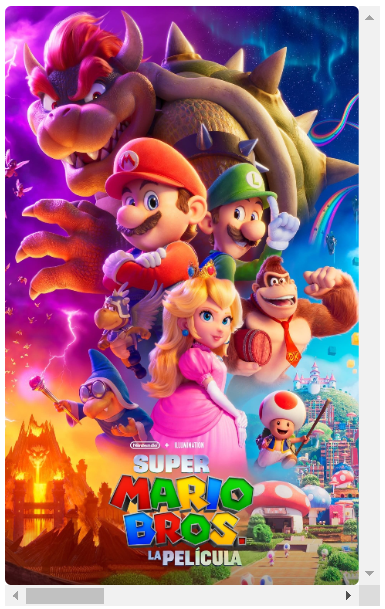 Nintendo ILLUMINATION
SUPER
MARIO
BROS.
LA PELÍCULA